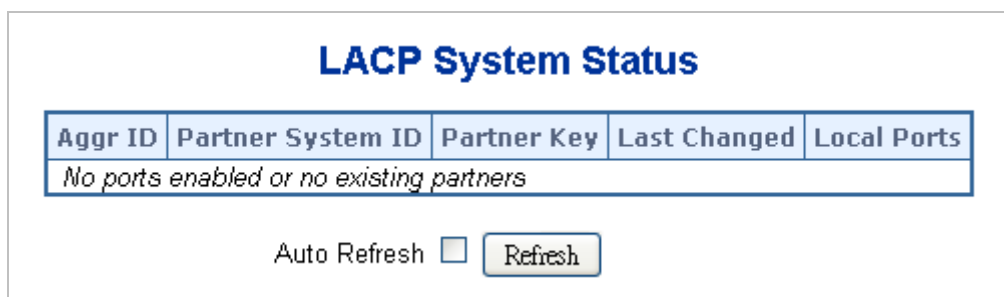 LACP System Status
Aggr ID Partner System ID Partner Key Last Changed Local Ports
No ports enabled or no existing partners
Auto Refresh Refresh